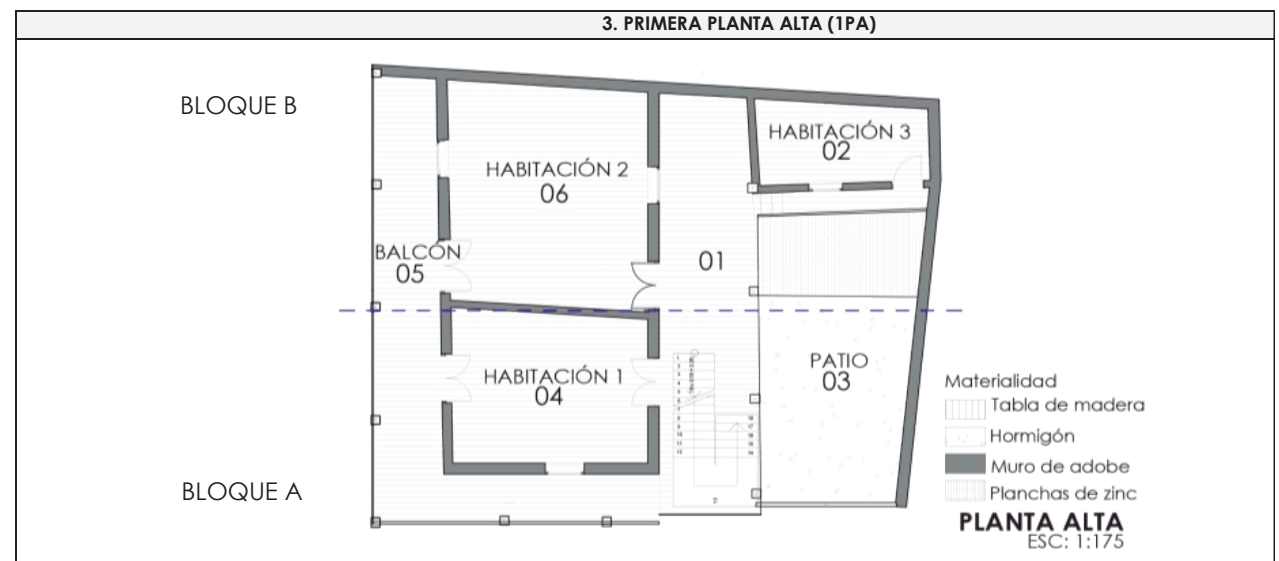 3. PRIMERA PLANTA ALTA (1PA)
BLOQUE B
HABITACIÓN 3
02
HABITACIÓN 2
06
BALCÓN
05
01
PATIO
03
HABITACIÓN 1
04
Materialidad
Tabla de madera
Hormigón
Muro de adobe
Planchas de zinc
BLOQUE A
PLANTA ALTA
ESC: 1:175